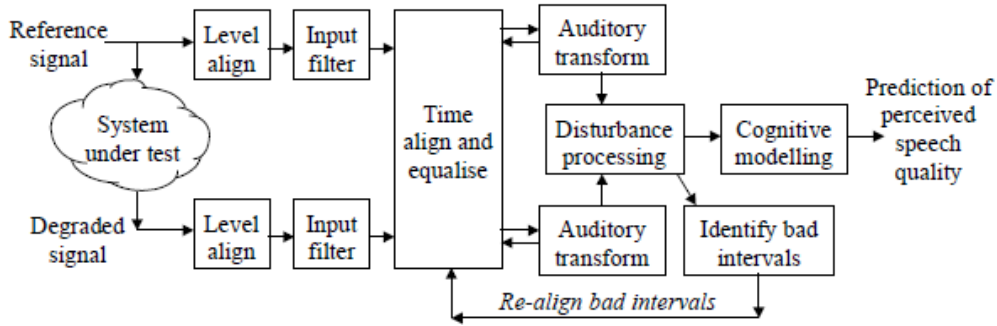 Reference
signal
Level
align
Input
filter
Auditory
transform
System
under test
Time
align and
equalise
Disturbance
processing
Cognitive
modelling
Prediction of
perceived
speech
quality
Degraded
signal
Level
align
Input
filter
Auditory
transform
Identify bad
intervals
Re-align bad intervals